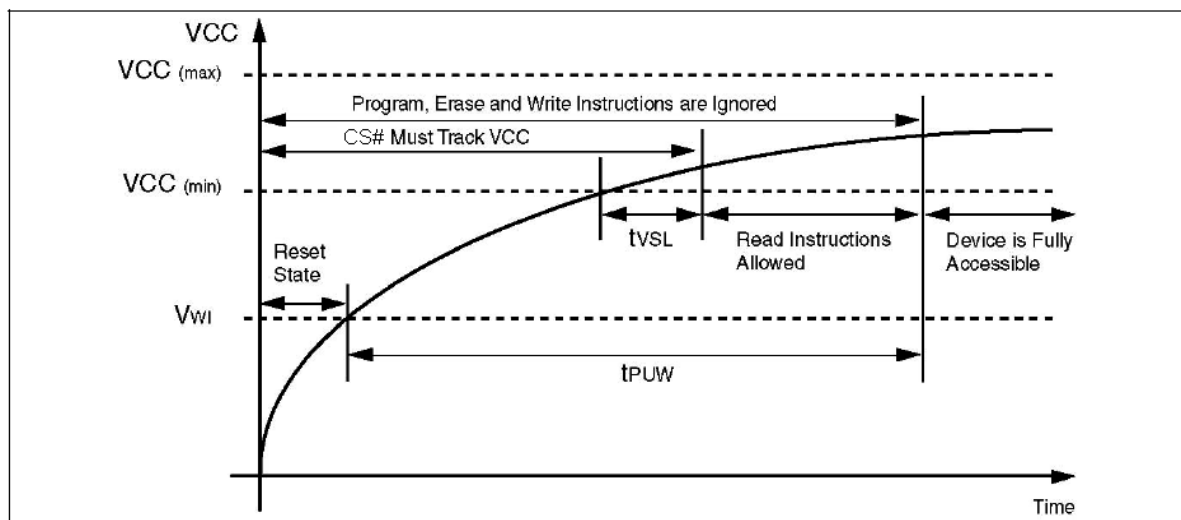 VCC
VCC (max)
Program, Erase and Write Instructions are Ignored
CS# Must Track VCC
VCC (min)
tVSL
Read Instructions
Allowed
Device is Fully
Accessible
Reset
State
VWI
tPUW
Time